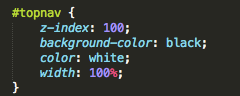 #topnav {
    z-index: 100;
    background-color: black;
    color: white;
    width: 100%;
}